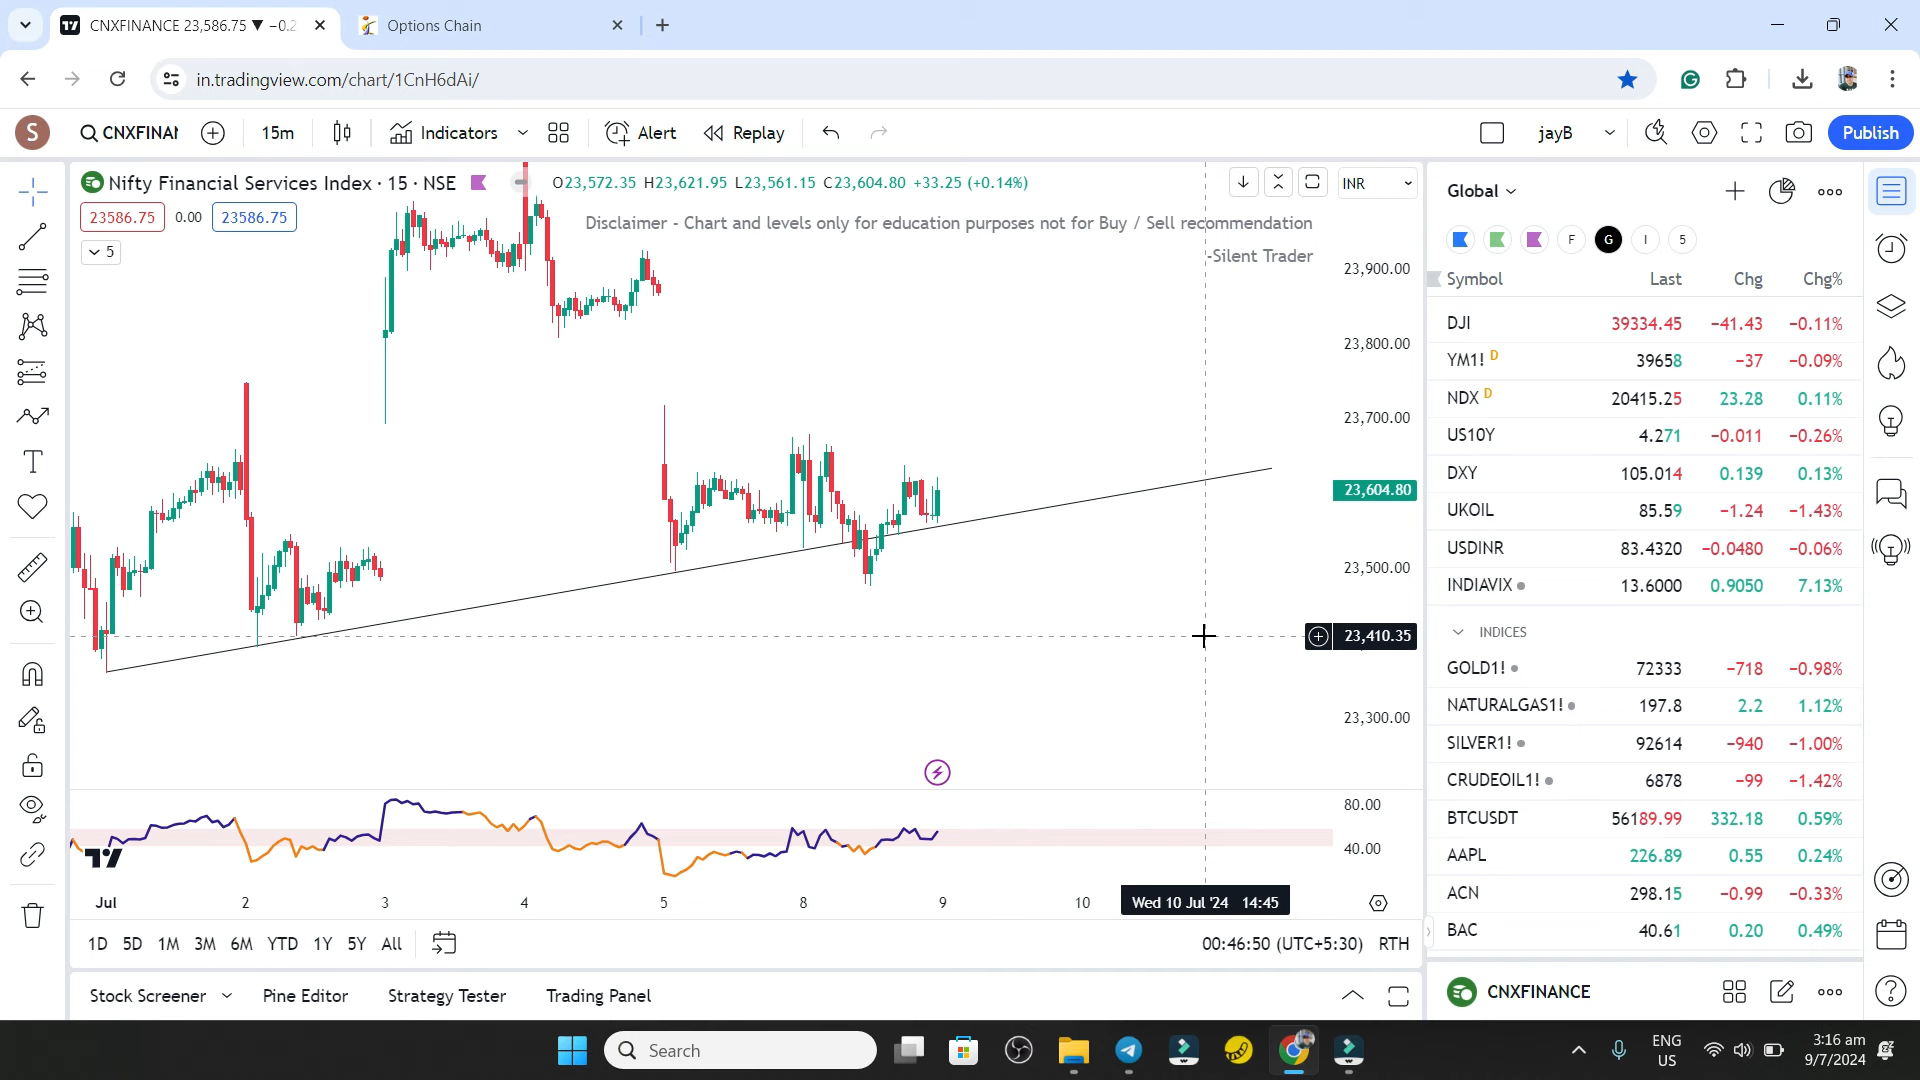 CNXFINANCE 23,586.75 ▼ −0.2
Options Chain
in.tradingview.com/chart/1CnH6dAi/
S
CNXFINAN
15m
Indicators
Alert
Replay
jayB
Publish
Nifty Financial Services Index · 15 · NSE
O23,572.35 H23,621.95 L23,561.15 C23,604.80 +33.25 (+0.14%)
INR
23586.75
0.00
23586.75
5
Disclaimer - Chart and levels only for education purposes not for Buy / Sell recommendation
-Silent Trader
23,900.00
23,800.00
23,700.00
23,604.80
23,500.00
23,410.35
23,300.00
80.00
40.00
Jul 2 3 4 5 8 9 10
Wed 10 Jul '24 14:45
1D 5D 1M 3M 6M YTD 1Y 5Y All
00:46:50 (UTC+5:30) RTH
Stock Screener
Pine Editor
Strategy Tester
Trading Panel
Global
F G I 5
Symbol Last Chg Chg%
DJI 39334.45 −41.43 −0.11%
YM1! D 39658 −37 −0.09%
NDX D 20415.25 23.28 0.11%
US10Y 4.271 −0.011 −0.26%
DXY 105.014 0.139 0.13%
UKOIL 85.59 −1.24 −1.43%
USDINR 83.4320 −0.0480 −0.06%
INDIAVIX 13.6000 0.9050 7.13%
INDICES
GOLD1! 72333 −718 −0.98%
NATURALGAS1! 197.8 2.2 1.12%
SILVER1! 92614 −940 −1.00%
CRUDEOIL1! 6878 −99 −1.42%
BTCUSDT 56189.99 332.18 0.59%
AAPL 226.89 0.55 0.24%
ACN 298.15 −0.99 −0.33%
BAC 40.61 0.20 0.49%
CNXFINANCE
Search
ENG
US
3:16 am
9/7/2024